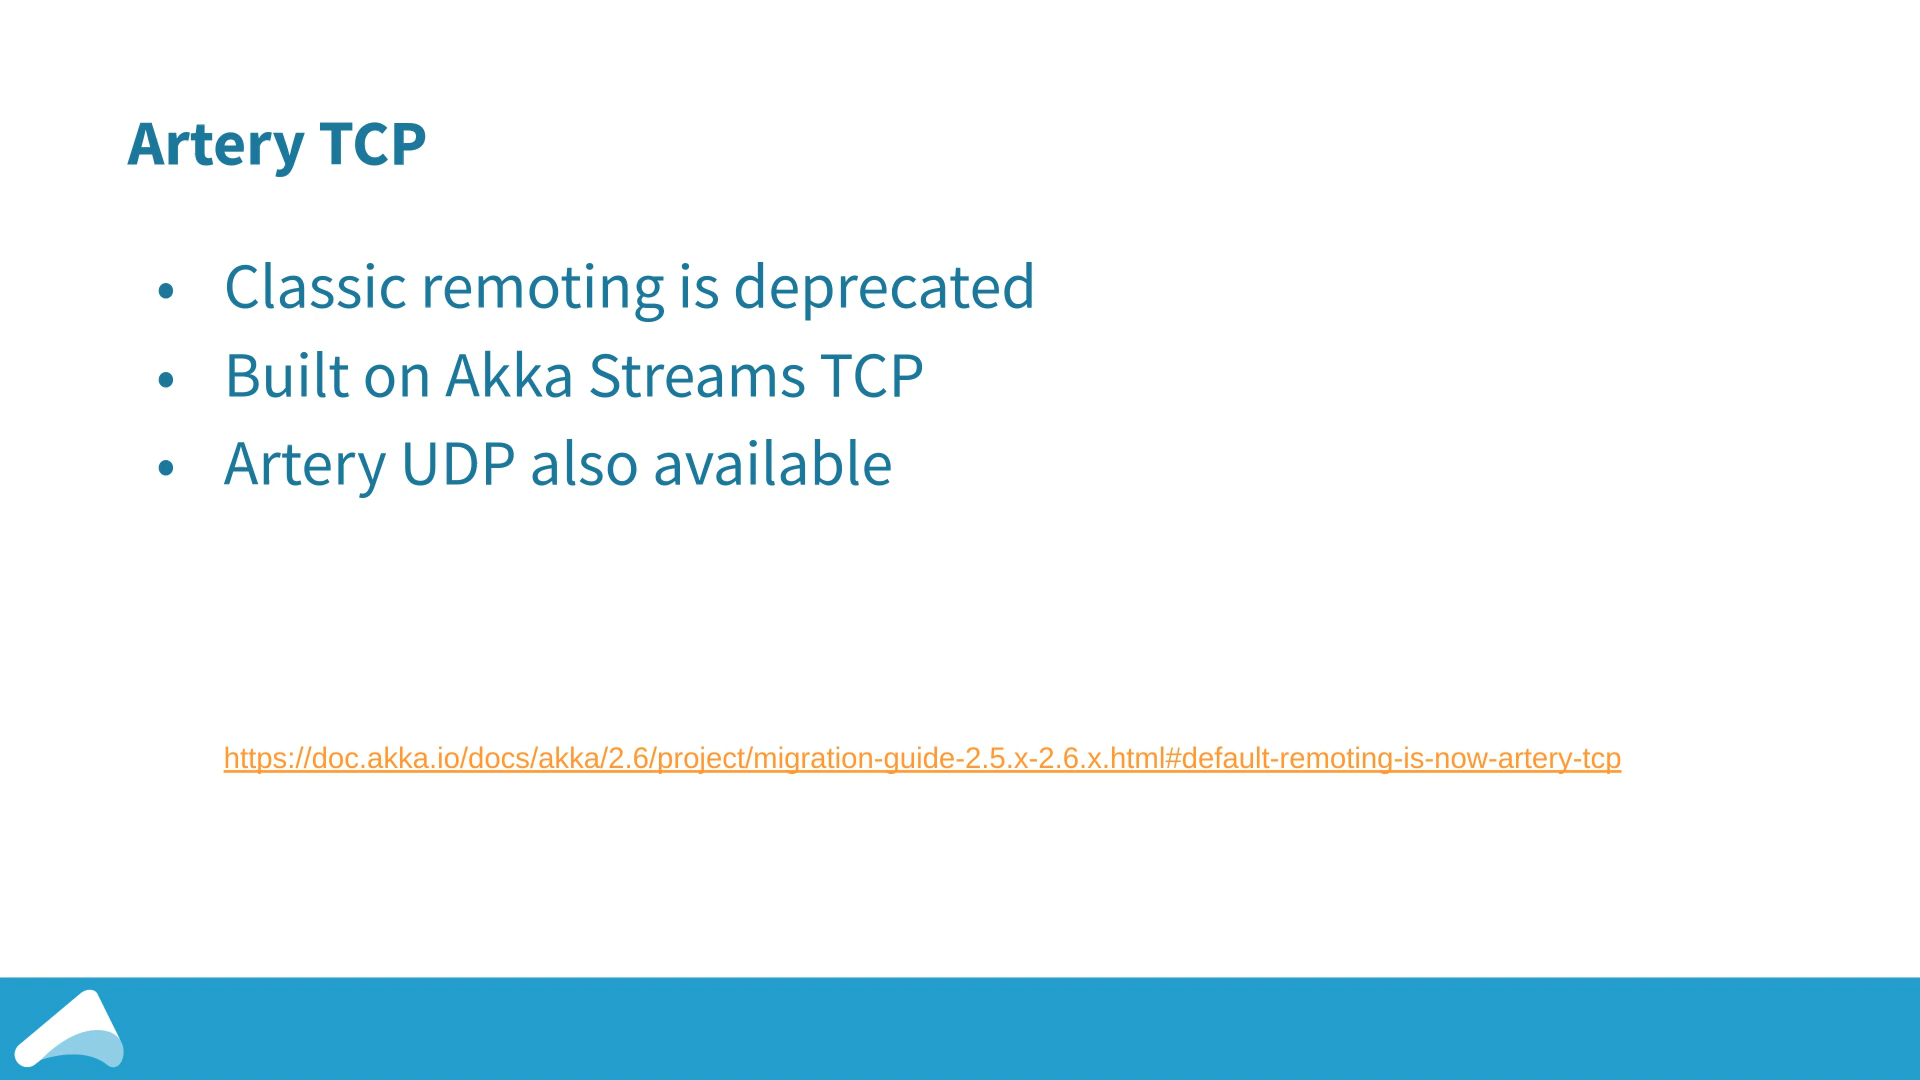 Artery TCP
• Classic remoting is deprecated
• Built on Akka Streams TCP
• Artery UDP also available
https://doc.akka.io/docs/akka/2.6/project/migration-guide-2.5.x-2.6.x.html#default-remoting-is-now-artery-tcp